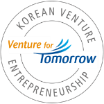 KOREAN VENTURE
Venture for
Tomorrow
ENTREPRENEURSHIP